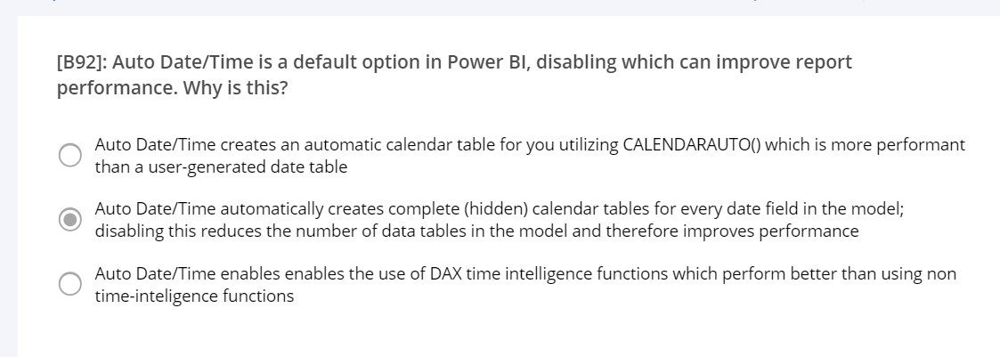 [B92]: Auto Date/Time is a default option in Power BI, disabling which can improve report
performance. Why is this?
Auto Date/Time creates an automatic calendar table for you utilizing CALENDARAUTO() which is more performant
than a user-generated date table
Auto Date/Time automatically creates complete (hidden) calendar tables for every date field in the model;
disabling this reduces the number of data tables in the model and therefore improves performance
Auto Date/Time enables enables the use of DAX time intelligence functions which perform better than using non
time-inteligence functions